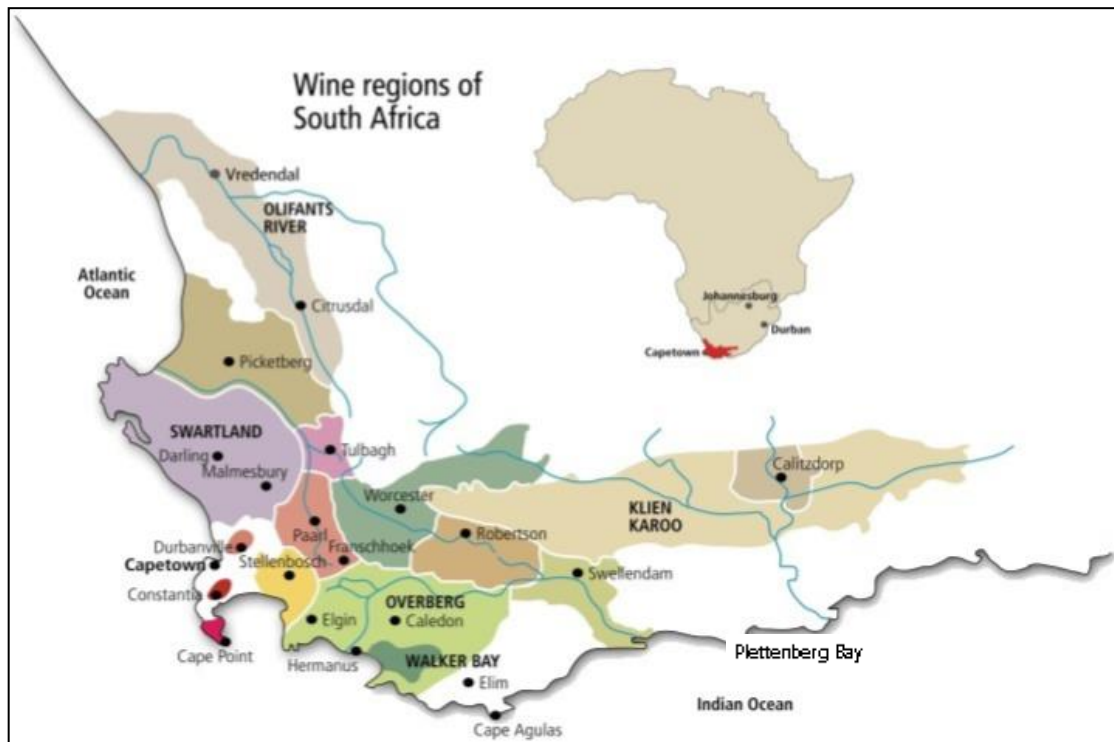 Wine regions of
South Africa
Vredendal
OLIFANTS
RIVER
Atlantic
Ocean
Citrusdal
Johannesburg
Durban
Capetown
Picketberg
SWARTLAND
Darling
Malmesbury
Tulbagh
Calitzdorp
Worcester
KLIEN
KAROO
Paarl
Robertson
Durbanville
Franschhoek
Capetown
Stellenbosch
Swellendam
Constantia
OVERBERG
Elgin
Caledon
Cape Point
Hermanus
WALKER BAY
Plettenberg Bay
Elim
Indian Ocean
Cape Agulas